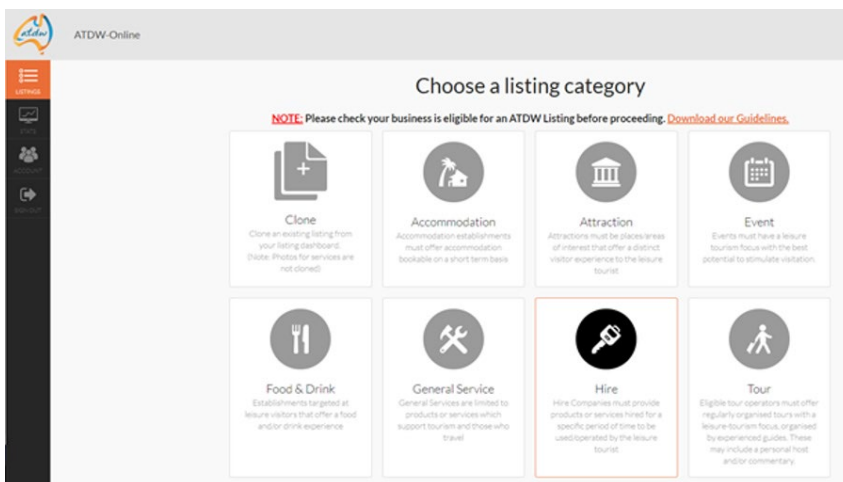 atdw
ATDW-Online
LISTINGS
STATS
ACCOUNT
SIGN OUT
Choose a listing category
NOTE: Please check your business is eligible for an ATDW Listing before proceeding. Download our Guidelines.
Clone
Clone an existing listing from
your listing dashboard.
(Note: Photos for services are
not cloned)
Accommodation
Accommodation establishments
must offer accommodation
bookable on a short term basis
Attraction
Attractions must be places/areas
of interest that offer a distinct
visitor experience to the leisure
tourist
Event
Events must have a leisure
tourism focus with the best
potential to stimulate visitation.
Food & Drink
Establishments targeted at
leisure visitors that offer a food
and/or drink experience
General Service
General Services are limited to
products or services which
support tourism and those who
travel
Hire
Hire Companies must provide
products or services hired for a
specific period of time to be
used/operated by the leisure
tourist
Tour
Eligible tour operators must offer
regularly organised tours with a
leisure-tourism focus, organised
by experienced guides. These
may include a personal host
and/or commentary